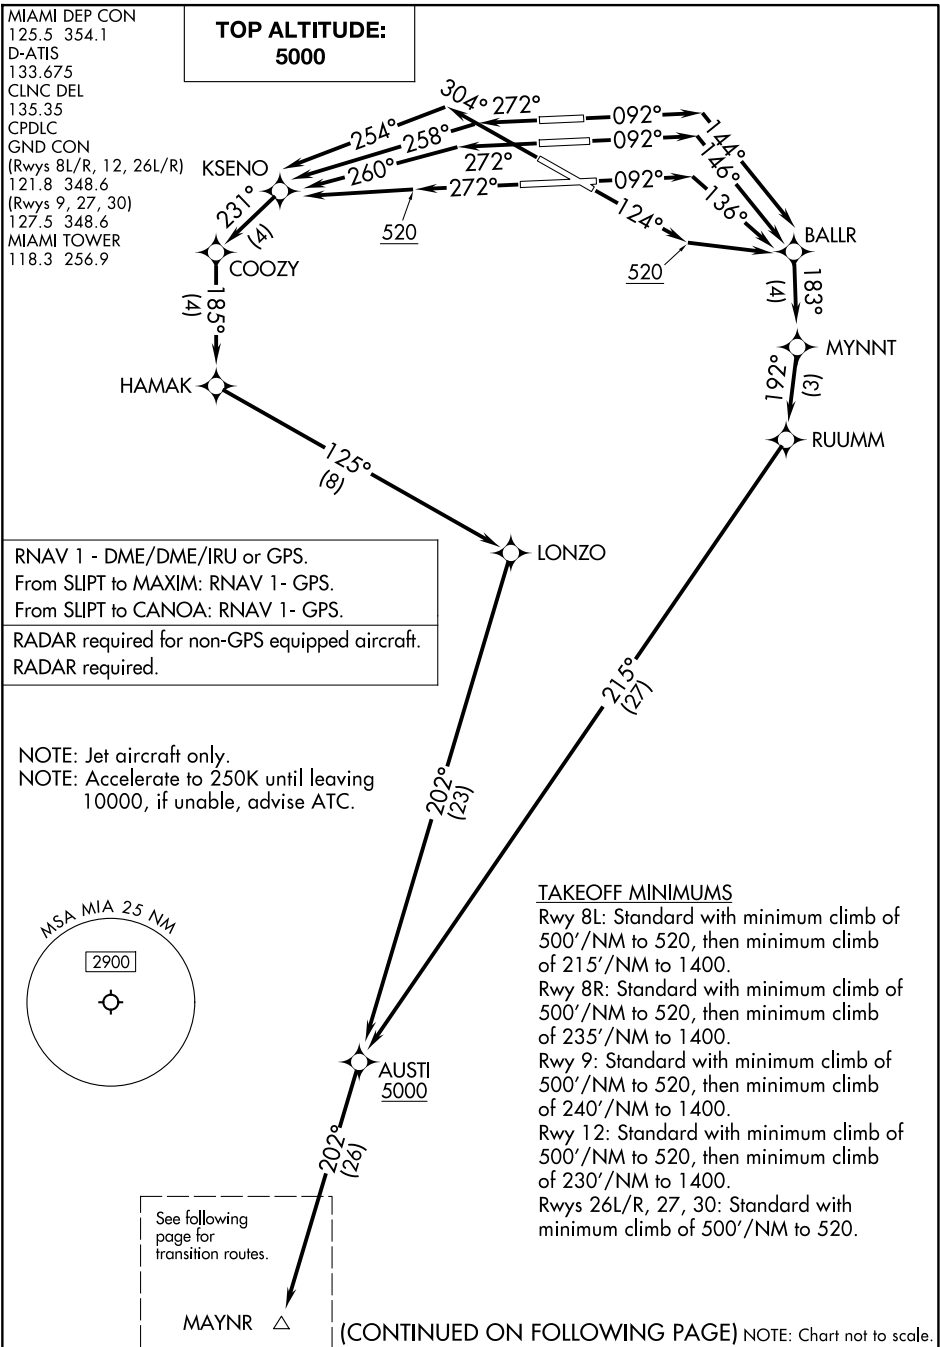 MIAMI DEP CON
125.5 354.1
D-ATIS
133.675
CLNC DEL
135.35
CPDLC
GND CON
(Rwys 8L/R, 12, 26L/R)
121.8 348.6
(Rwys 9, 27, 30)
127.5 348.6
MIAMI TOWER
118.3 256.9
TOP ALTITUDE:
5000
304°
272°
092°
144°
254°
258°
272°
092°
146°
260°
272°
092°
136°
124°
KSENO
231°
(4)
520
520
BALLR
COOZY
185°
(4)
183°
(4)
MYNNT
HAMAK
192°
(3)
RUUMM
125°
(8)
LONZO
RNAV 1 - DME/DME/IRU or GPS.
From SLIPT to MAXIM: RNAV 1- GPS.
From SLIPT to CANOA: RNAV 1- GPS.
RADAR required for non-GPS equipped aircraft.
RADAR required.
215°
(27)
NOTE: Jet aircraft only.
NOTE: Accelerate to 250K until leaving
10000, if unable, advise ATC.
202°
(23)
MSA MIA 25 NM
2900
TAKEOFF MINIMUMS
Rwy 8L: Standard with minimum climb of
500'/NM to 520, then minimum climb
of 215'/NM to 1400.
Rwy 8R: Standard with minimum climb of
500'/NM to 520, then minimum climb
of 235'/NM to 1400.
Rwy 9: Standard with minimum climb of
500'/NM to 520, then minimum climb
of 240'/NM to 1400.
Rwy 12: Standard with minimum climb of
500'/NM to 520, then minimum climb
of 230'/NM to 1400.
Rwys 26L/R, 27, 30: Standard with
minimum climb of 500'/NM to 520.
AUSTI
5000
202°
(26)
See following
page for
transition routes.
MAYNR
(CONTINUED ON FOLLOWING PAGE) NOTE: Chart not to scale.